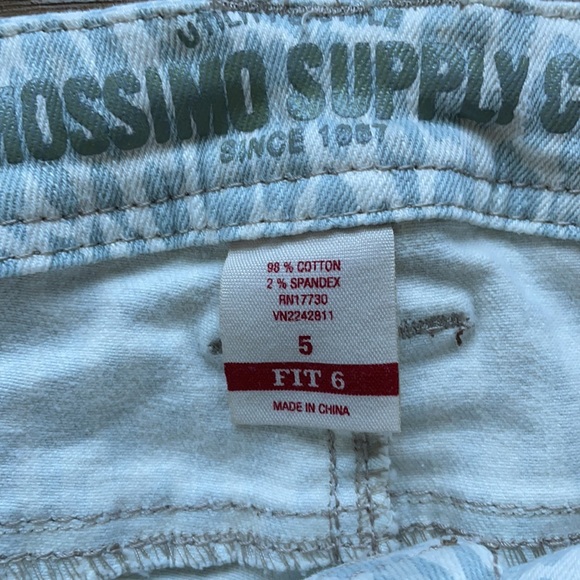 MOSSIMO SUPPLY C
SINCE 1987
98 % COTTON
2 % SPANDEX
RN17730
VN2242811
5
FIT 6
MADE IN CHINA